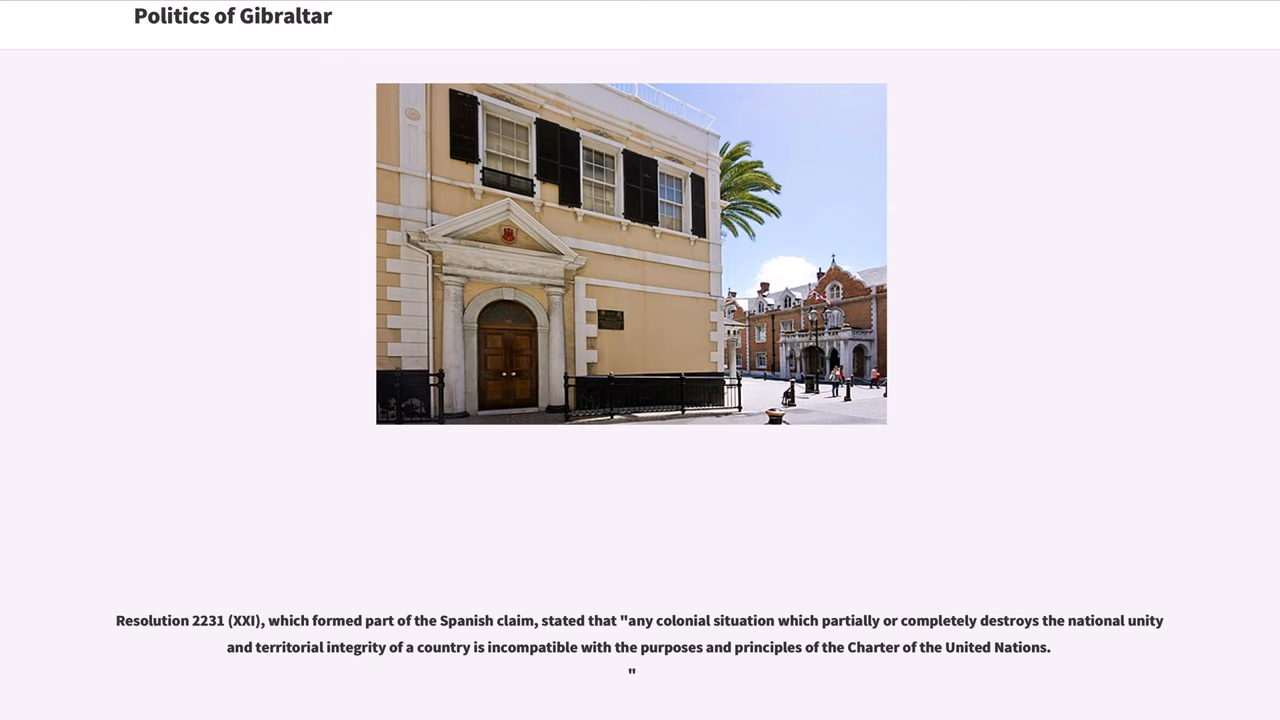 Politics of Gibraltar
Resolution 2231 (XXI), which formed part of the Spanish claim, stated that "any colonial situation which partially or completely destroys the national unity
and territorial integrity of a country is incompatible with the purposes and principles of the Charter of the United Nations.
"